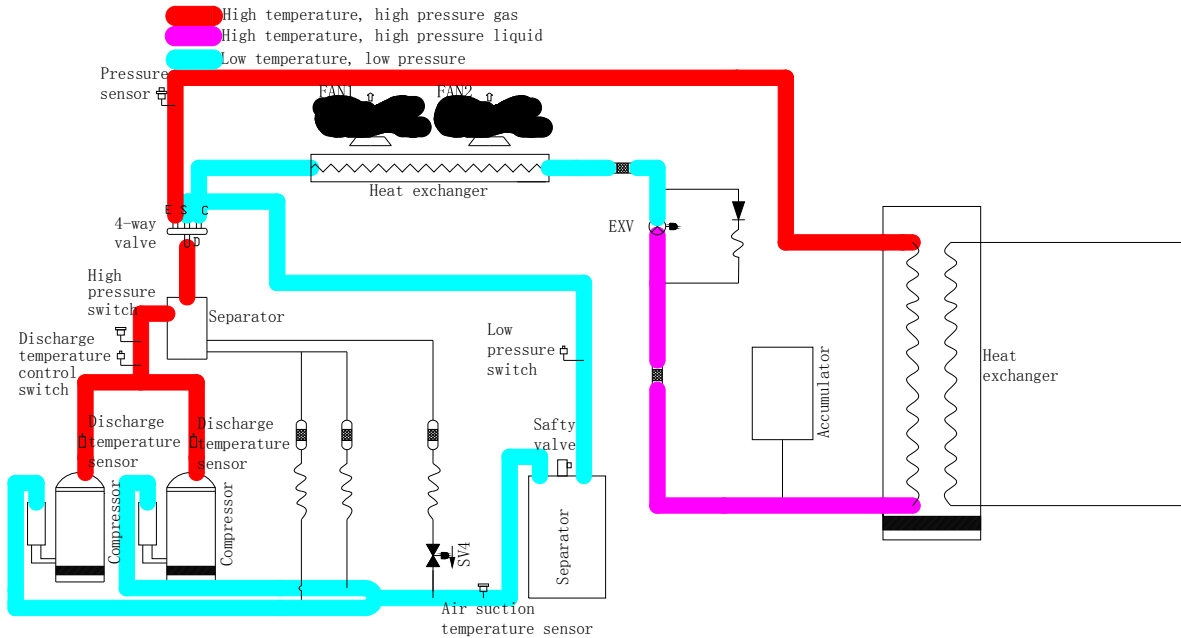 High temperature, high pressure gas
High temperature, high pressure liquid
Low temperature, low pressure
Pressure
sensor
FAN1
FAN2
Heat exchanger
E S C
4-way
valve
D
EXV
High
pressure
switch
Separator
Discharge
temperature
control
switch
Low
pressure
switch
Heat
exchanger
Accumulator
Discharge
temperature
sensor
Discharge
temperature
sensor
Safty
valve
Compressor
Compressor
SV4
Separator
Air suction
temperature sensor